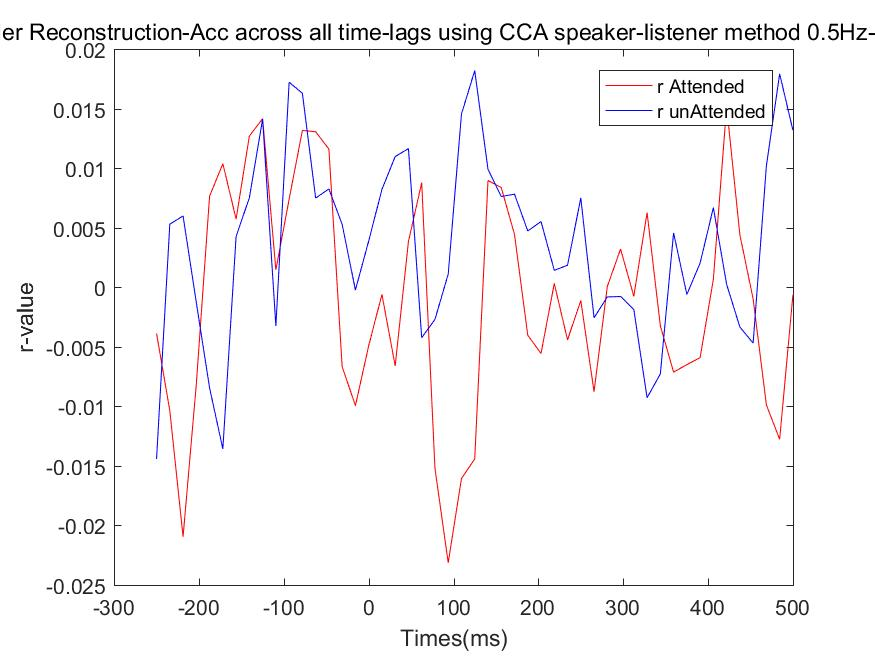 er Reconstruction-Acc across all time-lags using CCA speaker-listener method 0.5Hz-
0.02
0.015
0.01
0.005
0
-0.005
-0.01
-0.015
-0.02
-0.025
r-value
r Attended
r unAttended
-300 -200 -100 0 100 200 300 400 500
Times(ms)